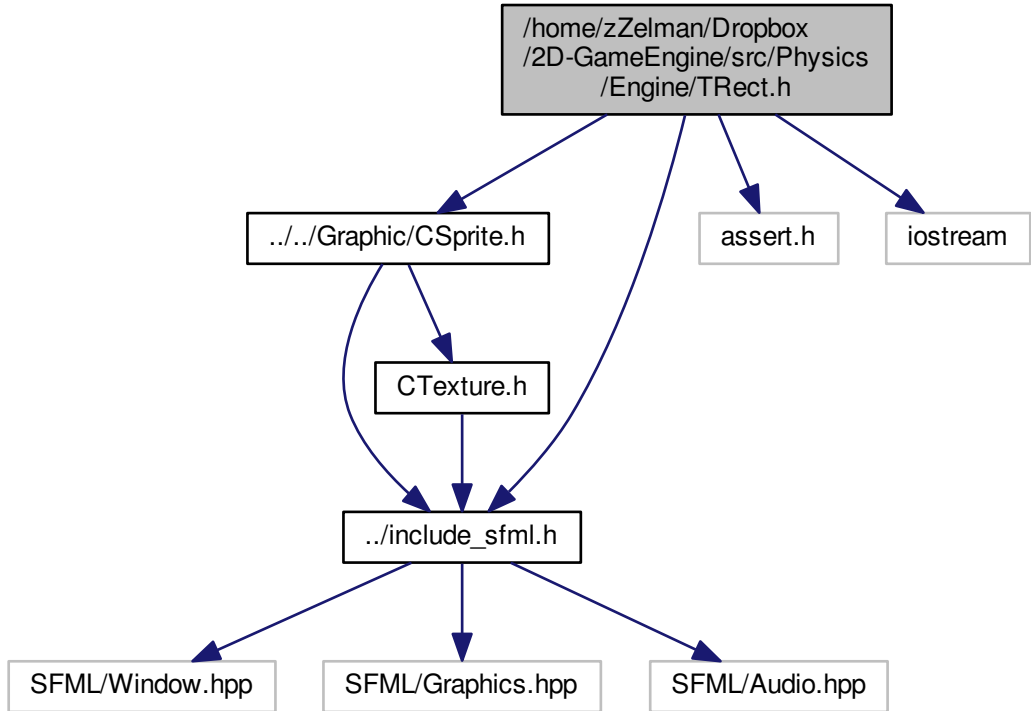 /home/zZelman/Dropbox
/2D-GameEngine/src/Physics
/Engine/TRect.h
../../Graphic/CSprite.h
assert.h
iostream
CTexture.h
../include_sfml.h
SFML/Window.hpp
SFML/Graphics.hpp
SFML/Audio.hpp